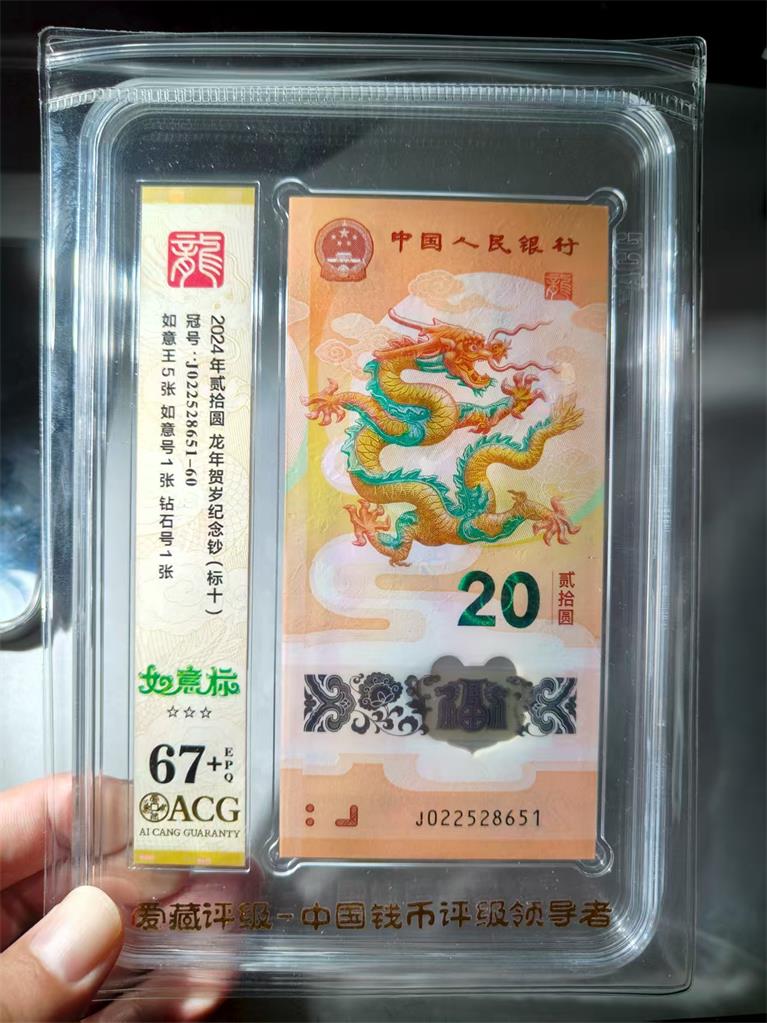 龍
2024年贰拾圆 龙年贺岁纪念钞(标十)
冠号:J022528651-60
如意王5张 如意号1张 钻石号1张
如意标
☆☆☆
67+
EPQ
ACG
AI CANG GUARANTY
中国人民银行
龍
20
贰拾圆
J022528651
爱藏评级-中国钱币评级领导者